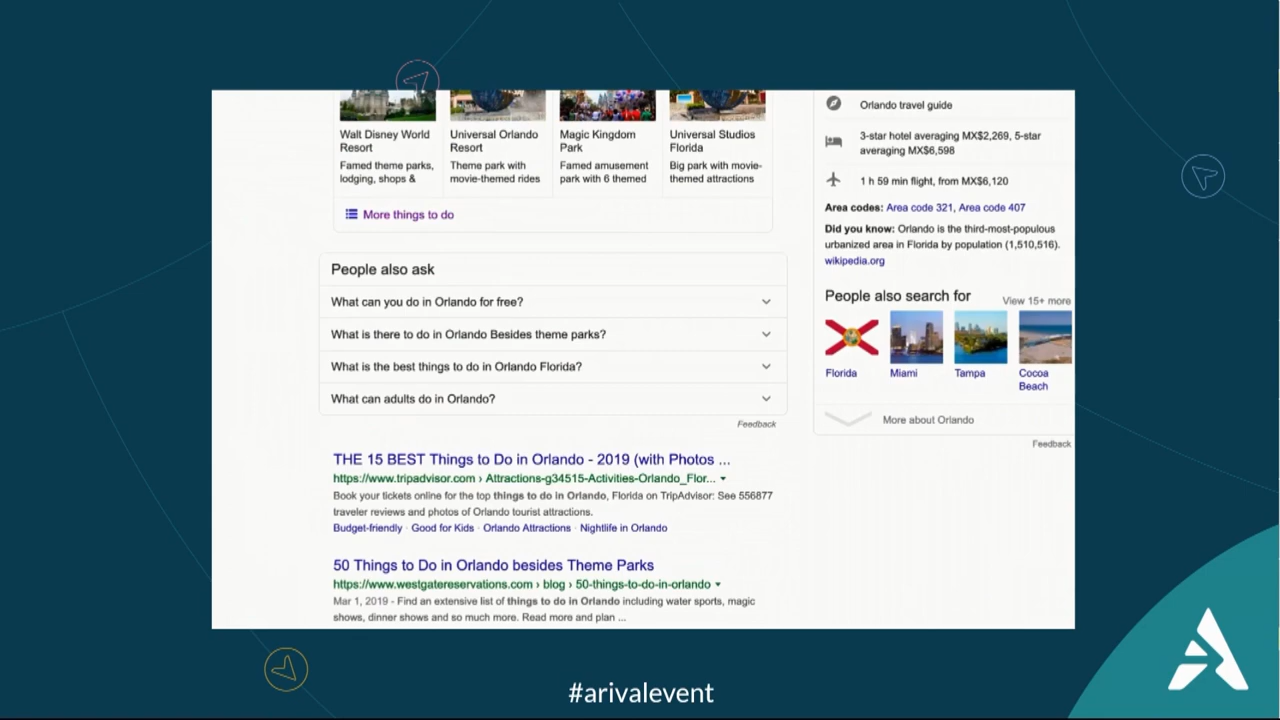 Walt Disney World
Resort
Famed theme parks,
lodging, shops &
Universal Orlando
Resort
Theme park with
movie-themed rides
Magic Kingdom
Park
Famed amusement
park with 6 themed
Universal Studios
Florida
Big park with movie-
themed attractions
More things to do
People also ask
What can you do in Orlando for free?
What is there to do in Orlando Besides theme parks?
What is the best things to do in Orlando Florida?
What can adults do in Orlando?
Feedback
THE 15 BEST Things to Do in Orlando - 2019 (with Photos ...
https://www.tripadvisor.com › Attractions-g34515-Activities-Orlando_Flor...
Book your tickets online for the top things to do in Orlando, Florida on TripAdvisor: See 556877
traveler reviews and photos of Orlando tourist attractions.
Budget-friendly · Good for Kids · Orlando Attractions · Nightlife in Orlando
50 Things to Do in Orlando besides Theme Parks
https://www.westgatereservations.com › blog › 50-things-to-do-in-orlando
Mar 1, 2019 - Find an extensive list of things to do in Orlando including water sports, magic
shows, dinner shows and so much more. Read more and plan ...
Orlando travel guide
3-star hotel averaging MX$2,269, 5-star
averaging MX$6,598
1 h 59 min flight, from MX$6,120
Area codes: Area code 321, Area code 407
Did you know: Orlando is the third-most-populous
urbanized area in Florida by population (1,510,516).
wikipedia.org
People also search for
View 15+ more
Florida
Miami
Tampa
Cocoa
Beach
More about Orlando
Feedback
#arivalevent